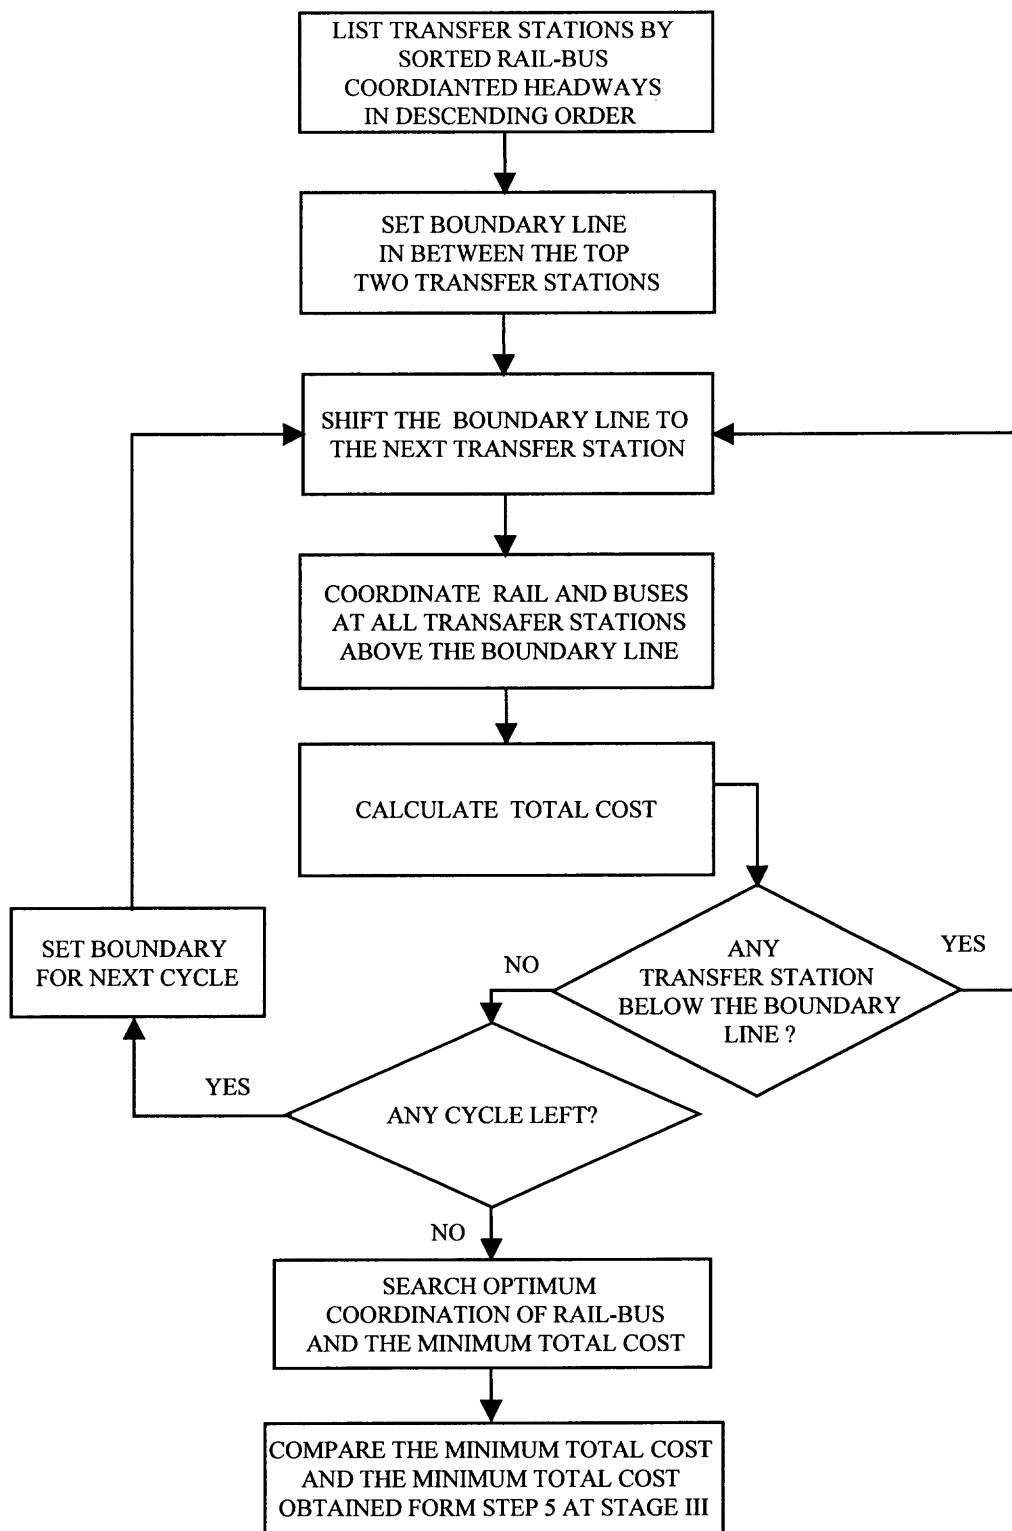 LIST TRANSFER STATIONS BY
SORTED RAIL-BUS
COORDIANTED HEADWAYS
IN DESCENDING ORDER
SET BOUNDARY LINE
IN BETWEEN THE TOP
TWO TRANSFER STATIONS
SHIFT THE BOUNDARY LINE TO
THE NEXT TRANSFER STATION
COORDINATE RAIL AND BUSES
AT ALL TRANSAFER STATIONS
ABOVE THE BOUNDARY LINE
CALCULATE TOTAL COST
SET BOUNDARY
FOR NEXT CYCLE
NO
ANY
TRANSFER STATION
BELOW THE BOUNDARY
LINE ?
YES
YES
ANY CYCLE LEFT?
NO
SEARCH OPTIMUM
COORDINATION OF RAIL-BUS
AND THE MINIMUM TOTAL COST
COMPARE THE MINIMUM TOTAL COST
AND THE MINIMUM TOTAL COST
OBTAINED FORM STEP 5 AT STAGE III